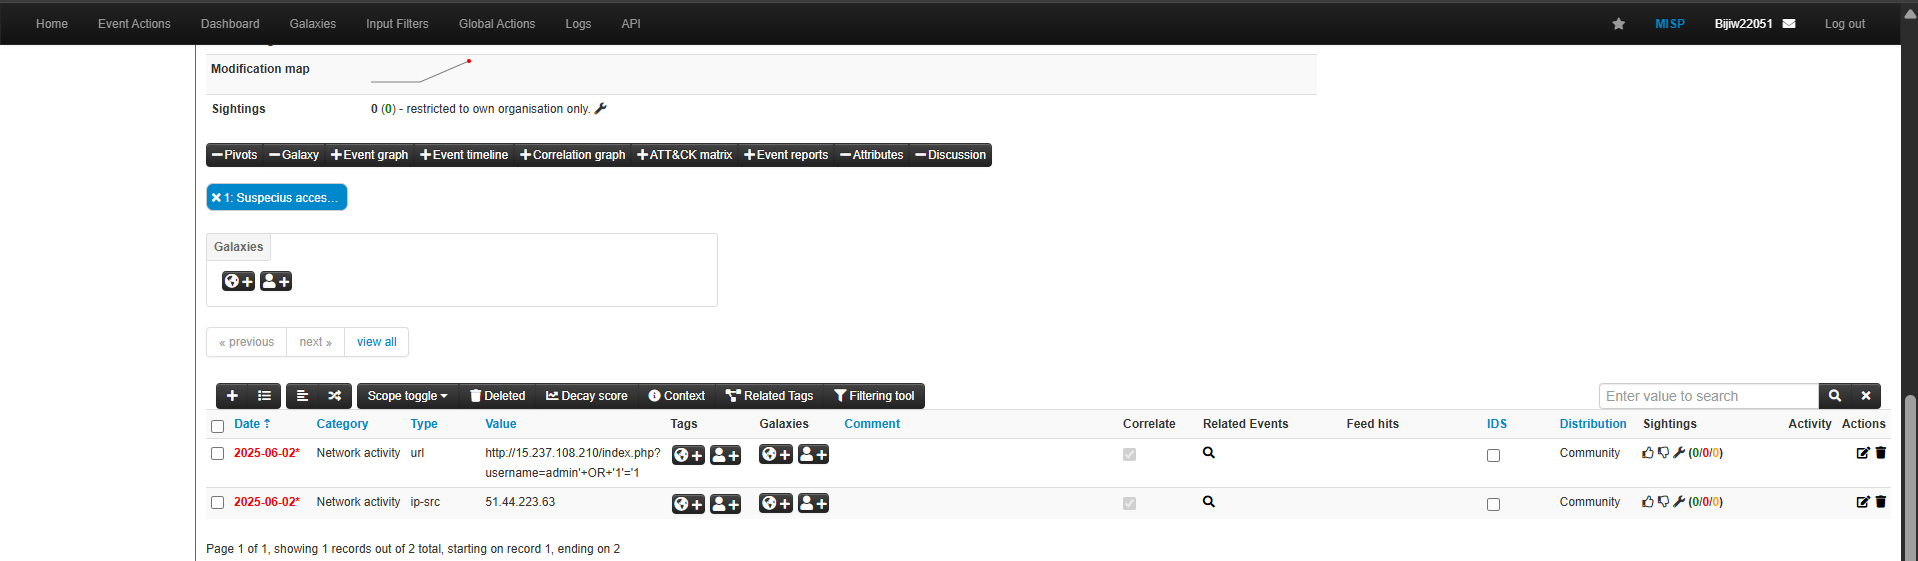 Home Event Actions Dashboard Galaxies Input Filters Global Actions Logs API MISP Bijiw22051 Log out
Modification map
Sightings 0 (0) - restricted to own organisation only.
Pivots Galaxy Event graph Event timeline Correlation graph ATT&CK matrix Event reports Attributes Discussion
1: Suspecius acces...
Galaxies
« previous next » view all
Scope toggle Deleted Decay score Context Related Tags Filtering tool Enter value to search
Date Category Type Value Tags Galaxies Comment Correlate Related Events Feed hits IDS Distribution Sightings Activity Actions
2025-06-02* Network activity url http://15.237.108.210/index.php? Community (0/0/0)
username=admin'+OR+'1'='1
2025-06-02* Network activity ip-src 51.44.223.63 Community (0/0/0)
Page 1 of 1, showing 1 records out of 2 total, starting on record 1, ending on 2